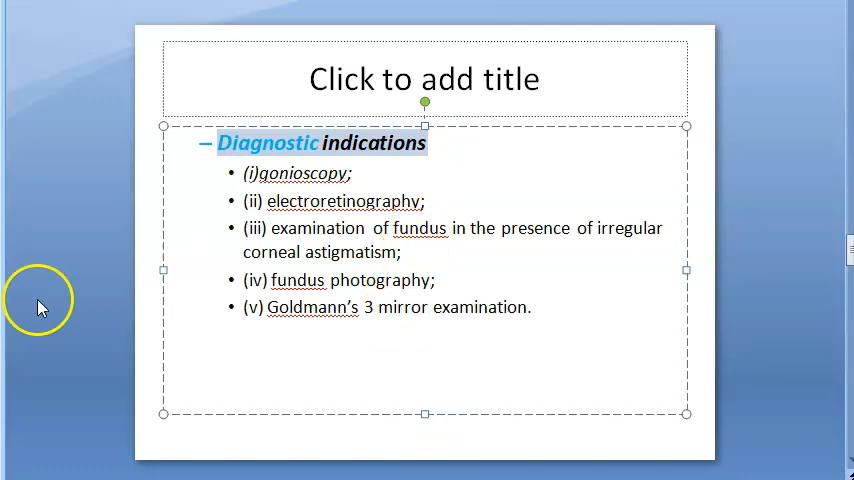 Click to add title
– Diagnostic indications
• (i)gonioscopy;
• (ii) electroretinography;
• (iii) examination of fundus in the presence of irregular
corneal astigmatism;
• (iv) fundus photography;
• (v) Goldmann’s 3 mirror examination.